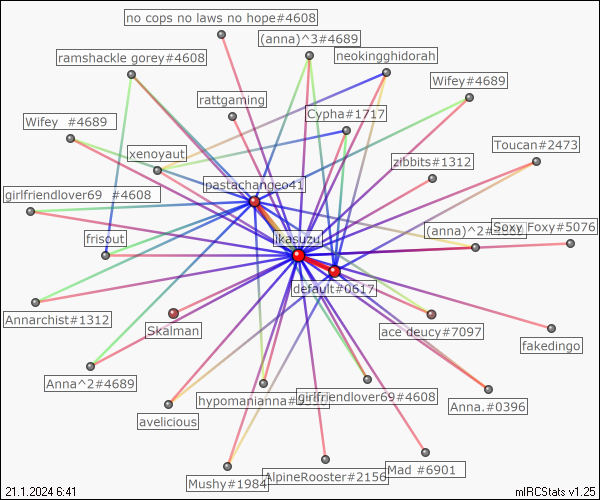 no cops no laws no hope#4608
(anna)^3#4689
ramshackle gorey#4608
neokingghidorah
Wifey#4689
rattgaming
Cypha#1717
Wifey #4689
Toucan#2473
xenoyaut
zibbits#1312
pastachangeo41
girlfriendlover69 #4608
(anna)^2#
Soxy Foxy#5076
frisout
ikasuzu
default#0617
Annarchist#1312
Skalman
ace deucy#7097
fakedingo
Anna^2#4689
hypomanianna#
girlfriendlover69#4608
Anna.#0396
avelicious
Mushy#1984
AlpineRooster#2156
Mad #6901
21.1.2024 6:41
mIRCStats v1.25